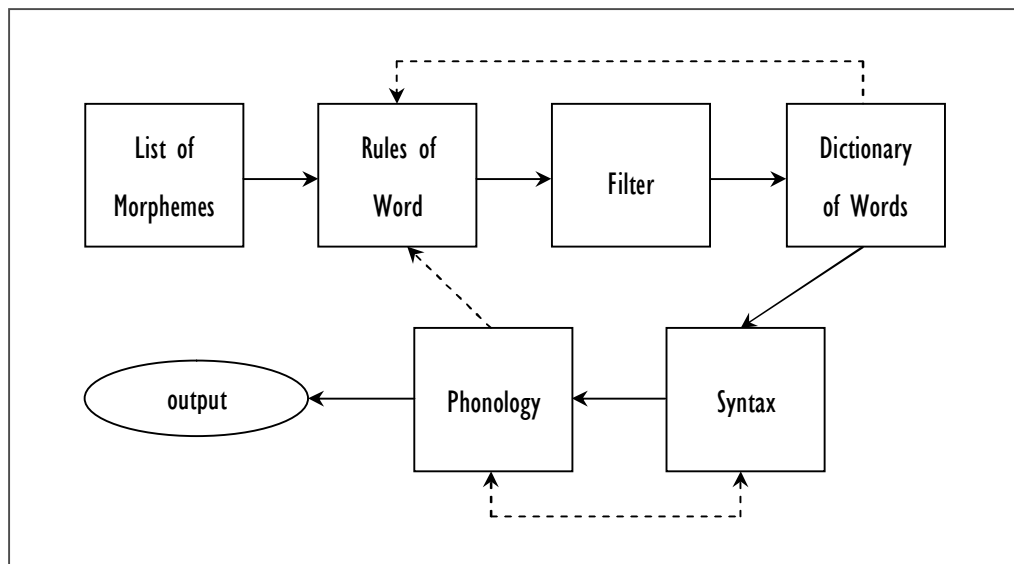 List of
Morphemes
Rules of
Word
Filter
Dictionary
of Words
output
Phonology
Syntax